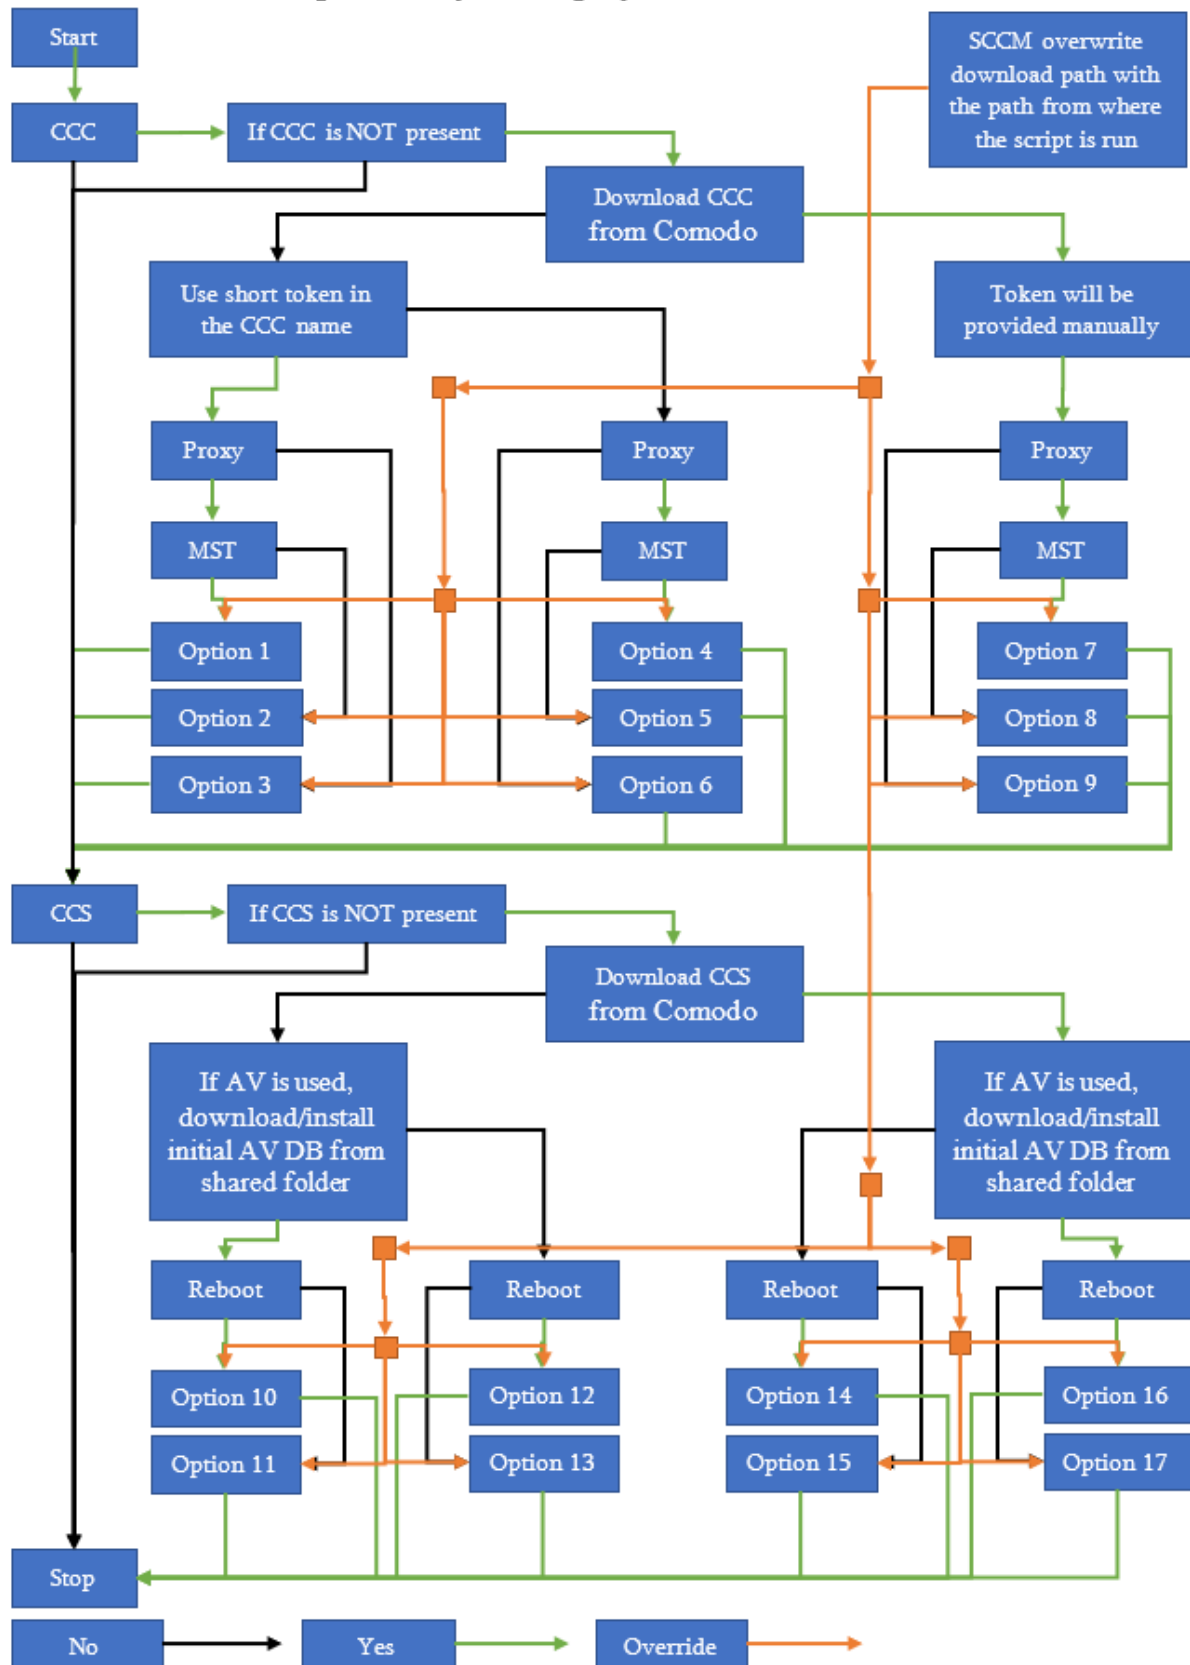 Start
SCCM overwrite
download path with
the path from where
the script is run
CCC
If CCC is NOT present
Download CCC
from Comodo
Use short token in
the CCC name
Token will be
provided manually
Proxy
Proxy
Proxy
MST
MST
MST
Option 1
Option 4
Option 7
Option 2
Option 5
Option 8
Option 3
Option 6
Option 9
CCS
If CCS is NOT present
Download CCS
from Comodo
If AV is used,
download/install
initial AV DB from
shared folder
If AV is used,
download/install
initial AV DB from
shared folder
Reboot
Reboot
Reboot
Reboot
Option 10
Option 12
Option 14
Option 16
Option 11
Option 13
Option 15
Option 17
Stop
No
Yes
Override